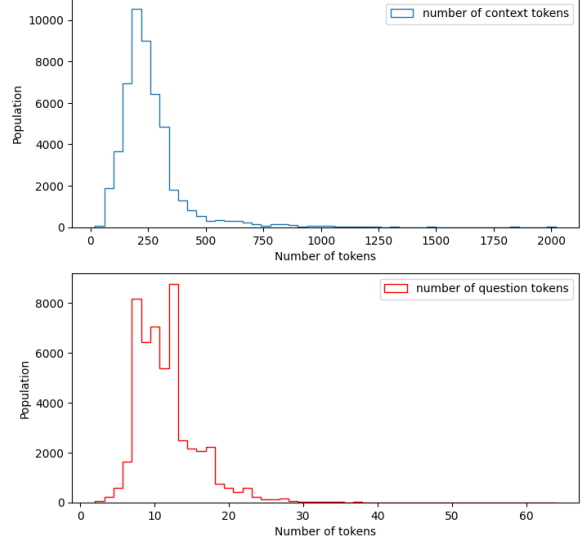 number of context tokens
Population
10000
8000
6000
4000
2000
0
0 250 500 750 1000 1250 1500 1750 2000
Number of tokens
number of question tokens
Population
8000
6000
4000
2000
0
0 10 20 30 40 50 60
Number of tokens